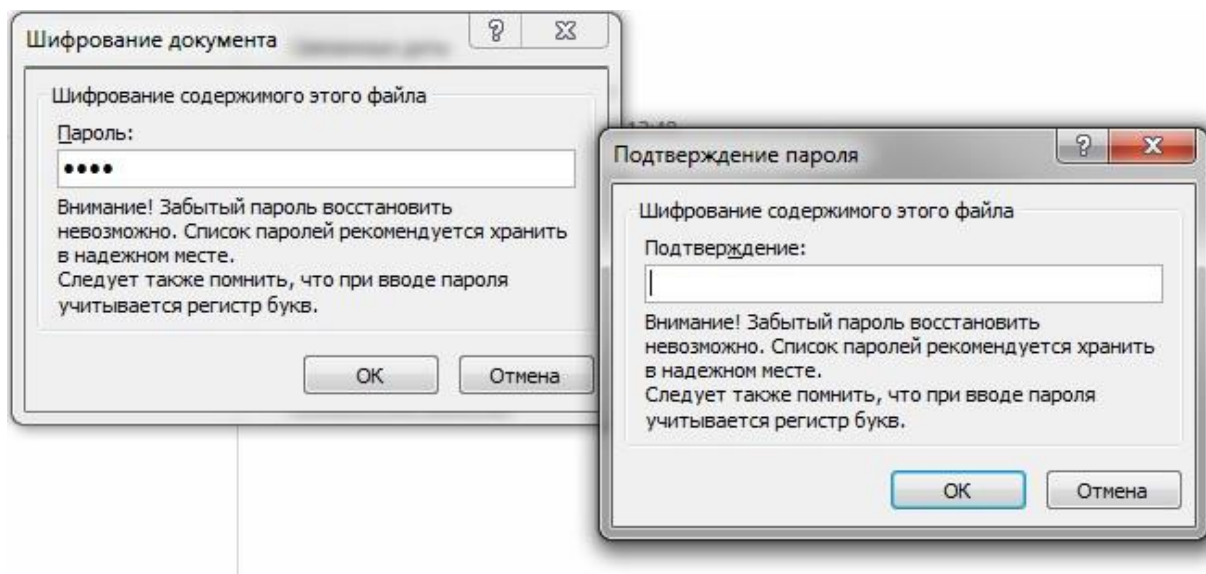 Шифрование документа
Шифрование содержимого этого файла
Пароль:
Внимание! Забытый пароль восстановить
невозможно. Список паролей рекомендуется хранить
в надежном месте.
Следует также помнить, что при вводе пароля
учитывается регистр букв.
ОК
Отмена
Подтверждение пароля
Шифрование содержимого этого файла
Подтверждение:
Внимание! Забытый пароль восстановить
невозможно. Список паролей рекомендуется хранить
в надежном месте.
Следует также помнить, что при вводе пароля
учитывается регистр букв.
ОК
Отмена